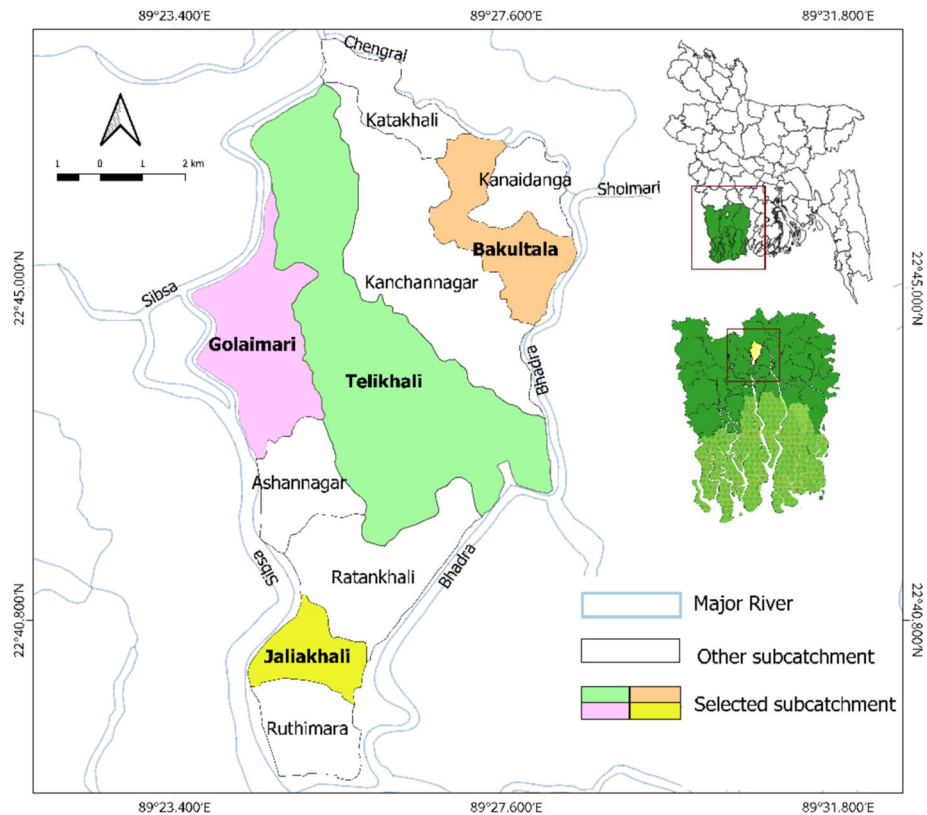 89°23.400'E 89°27.600'E 89°31.800'E
Chengral
Katakhali
1 0 1 2 km
Kanaidanga
Sholmari
Bakultala
22°45.000'N
Sibsa
Kanchannagar
22°45.000'N
Golaimari
Bhadra
Telikhali
Ashannagar
Sibsa
Bhadra
Ratankhali
22°40.800'N
Major River
22°40.800'N
Jaliakhali
Other subcatchment
Selected subcatchment
Ruthimara
89°23.400'E 89°27.600'E 89°31.800'E